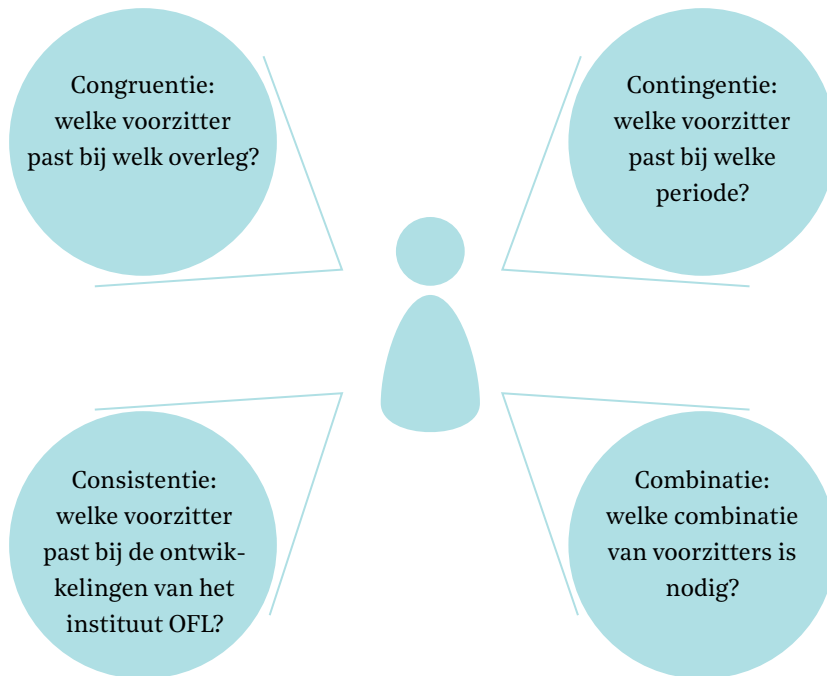 Congruentie:
welke voorzitter
past bij welk overleg?
Contingentie:
welke voorzitter
past bij welke
periode?
Consistentie:
welke voorzitter
past bij de ontwik-
kelingen van het
instituut OFL?
Combinatie:
welke combinatie
van voorzitters is
nodig?